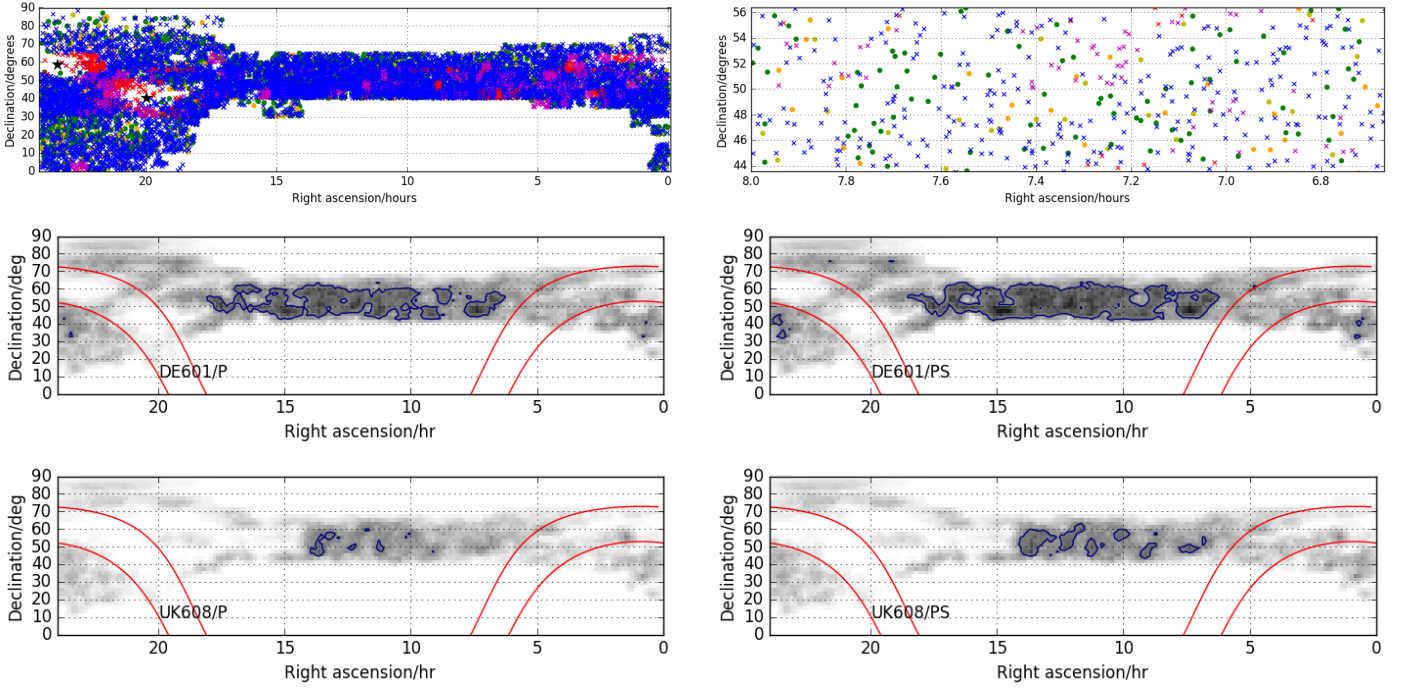 90
80
70
60
50
40
30
20
10
0
Declination/degrees
20 15 10 5 0
Right ascension/hours
56
54
52
50
48
46
44
Declination/degrees
8.0 7.8 7.6 7.4 7.2 7.0 6.8
Right ascension/hours
90
80
70
60
50
40
30
20
10
0
Declination/deg
DE601/P
20 15 10 5 0
Right ascension/hr
90
80
70
60
50
40
30
20
10
0
Declination/deg
DE601/PS
20 15 10 5 0
Right ascension/hr
90
80
70
60
50
40
30
20
10
0
Declination/deg
UK608/P
20 15 10 5 0
Right ascension/hr
90
80
70
60
50
40
30
20
10
0
Declination/deg
UK608/PS
20 15 10 5 0
Right ascension/hr